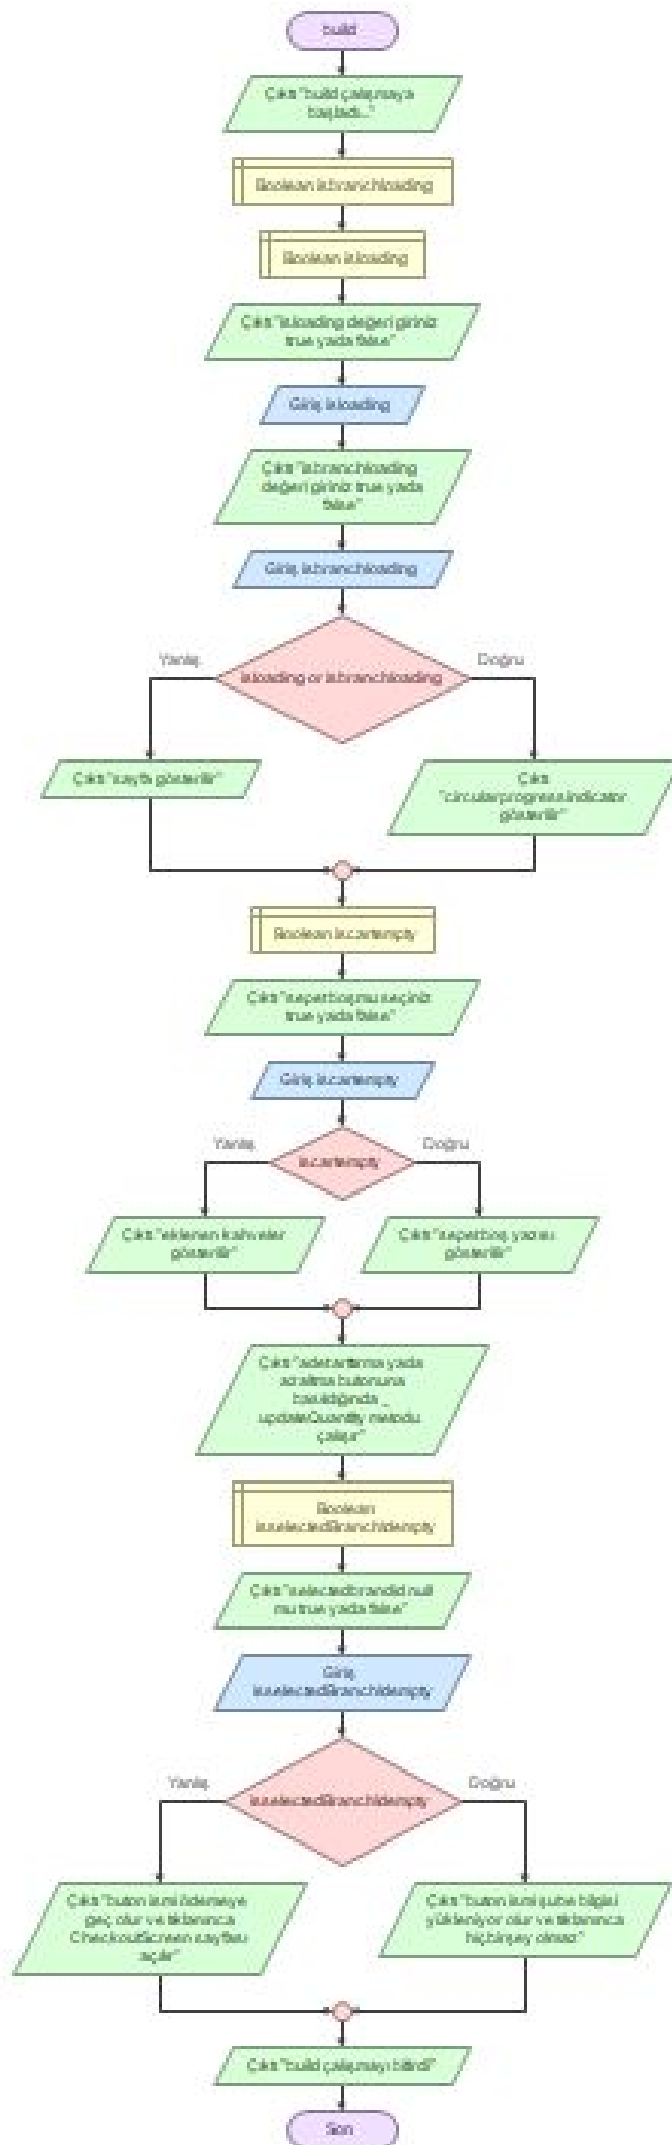 build
Çıktı "build çalışmaya
başladı.."
Boolean isbranchloading
Boolean isloading
Çıktı "isloading değeri giriniz
true yada false"
Giriş isloading
Çıktı "isbranchloading
değeri giriniz true yada
false"
Giriş isbranchloading
Yanlış
isloading or isbranchloading
Doğru
Çıktı "sayfa gösterilir"
Çıktı
"circularprogressindicator
gösterilir"
Boolean iscartempty
Çıktı "sepet boş mu seçiniz
true yada false"
Giriş iscartempty
Yanlış
iscartempty
Doğru
Çıktı "eklenen kahveler
gösterilir"
Çıktı "sepet boş yazısı
gösterilir"
Çıktı "adet arttırma yada
azaltma butonuna
basıldığında _
updateQuantity metodu
çalışır"
Boolean
isselectedBranchIdempty
Çıktı "selectedbrandid null
mu true yada false"
Giriş
isselectedBranchIdempty
Yanlış
isselectedBranchIdempty
Doğru
Çıktı "buton ismi ödemeye
geç olur ve tıklanınca
CheckoutScreen sayfası
açılır"
Çıktı "buton ismi şube bilgisi
yükleniyor olur ve tıklanınca
hiçbirşey olmaz"
Çıktı "build çalışmayı bitirdi"
Son